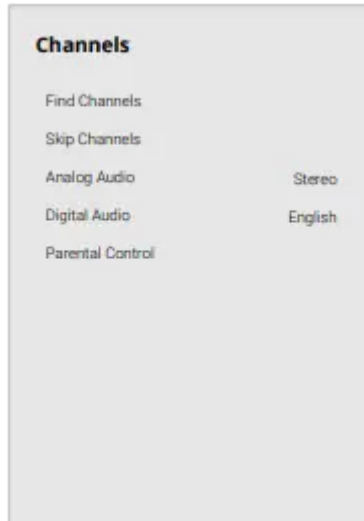 Channels
Find Channels
Skip Channels
Analog Audio Stereo
Digital Audio English
Parental Control